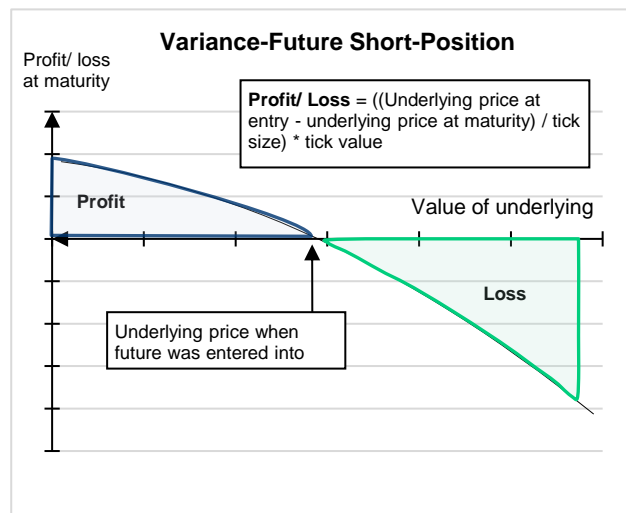 Variance-Future Short-Position
Profit/ loss
at maturity
Profit/ Loss = ((Underlying price at
entry - underlying price at maturity) / tick
size) * tick value
Profit
Value of underlying
Loss
Underlying price when
future was entered into